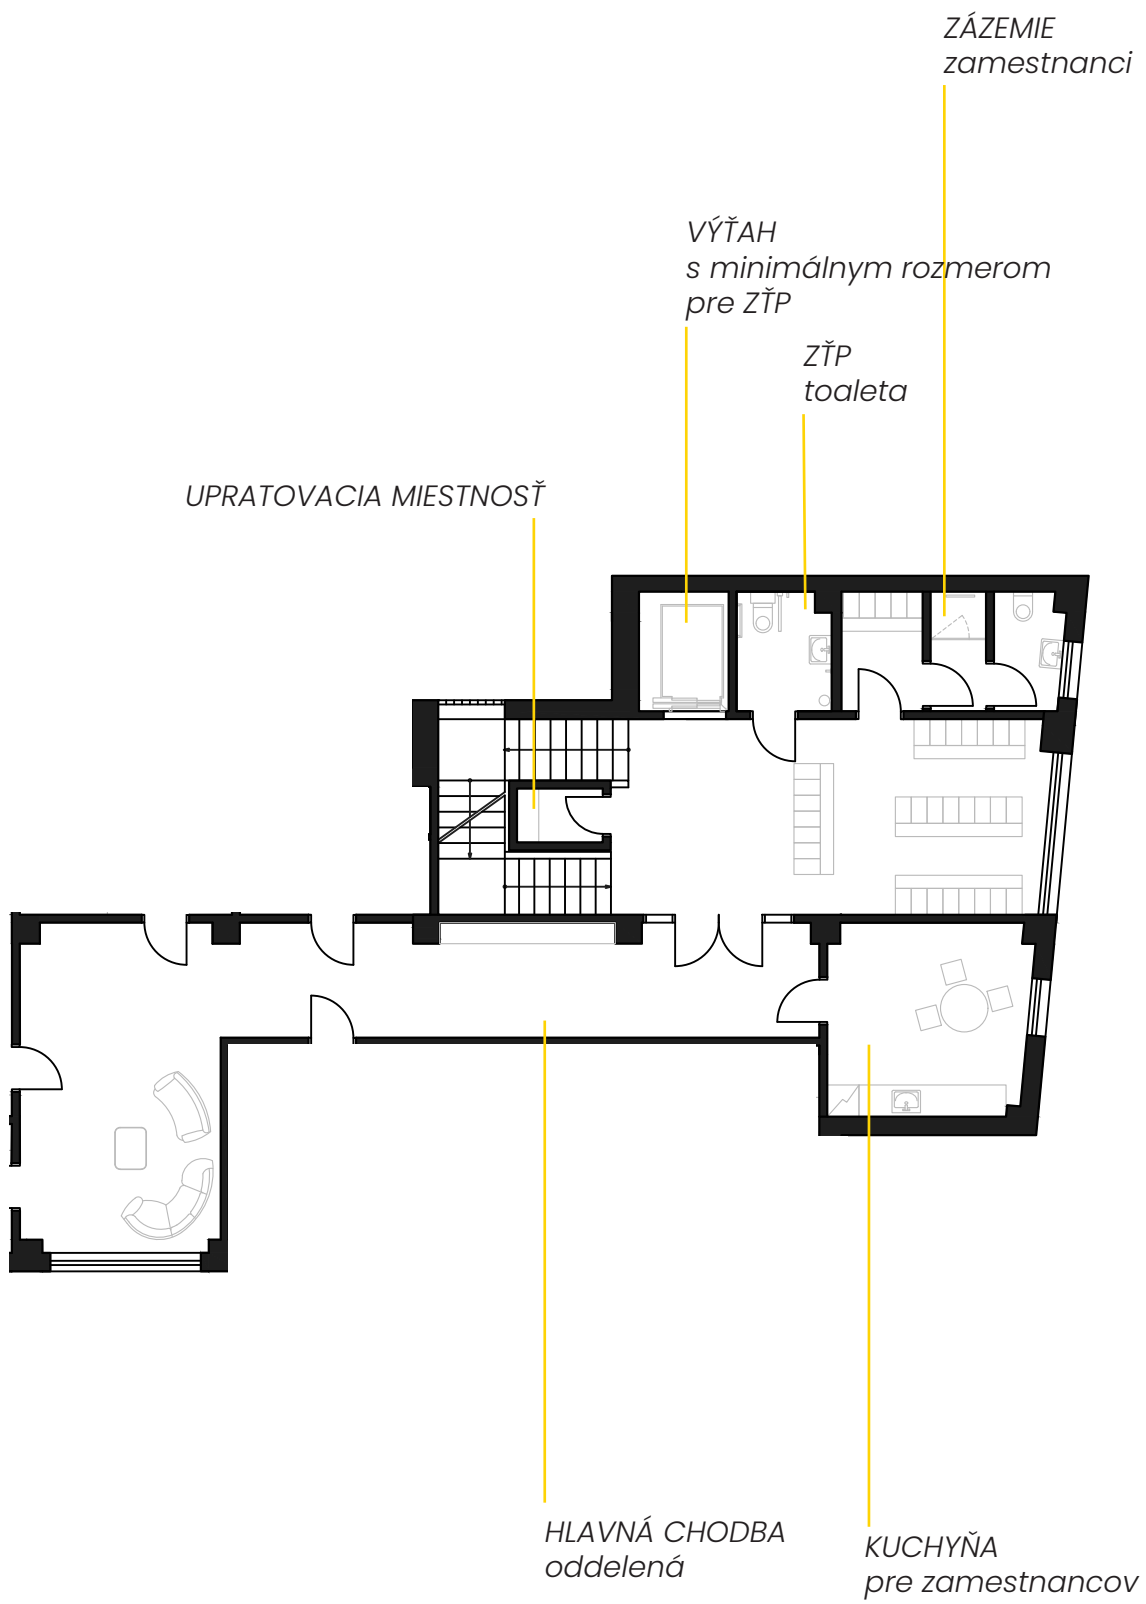 ZÁZEMIE
zamestnanci
VÝŤAH
s minimálnym rozmerom
pre ZŤP
ZŤP
toaleta
UPRATOVACIA MIESTNOSŤ
HLAVNÁ CHODBA
oddelená
KUCHYŇA
pre zamestnancov